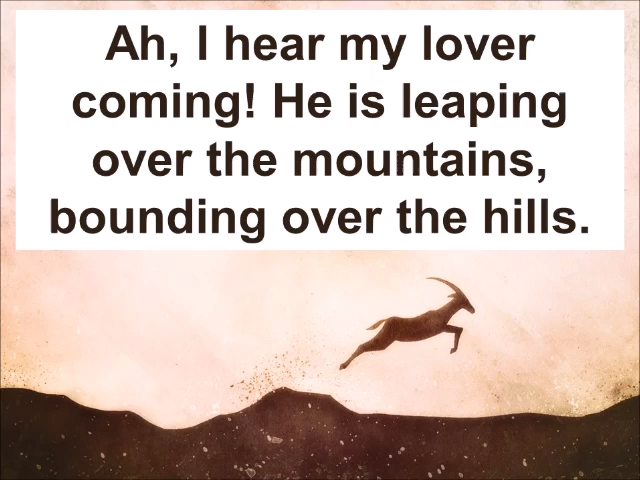 Ah, I hear my lover
coming! He is leaping
over the mountains,
bounding over the hills.